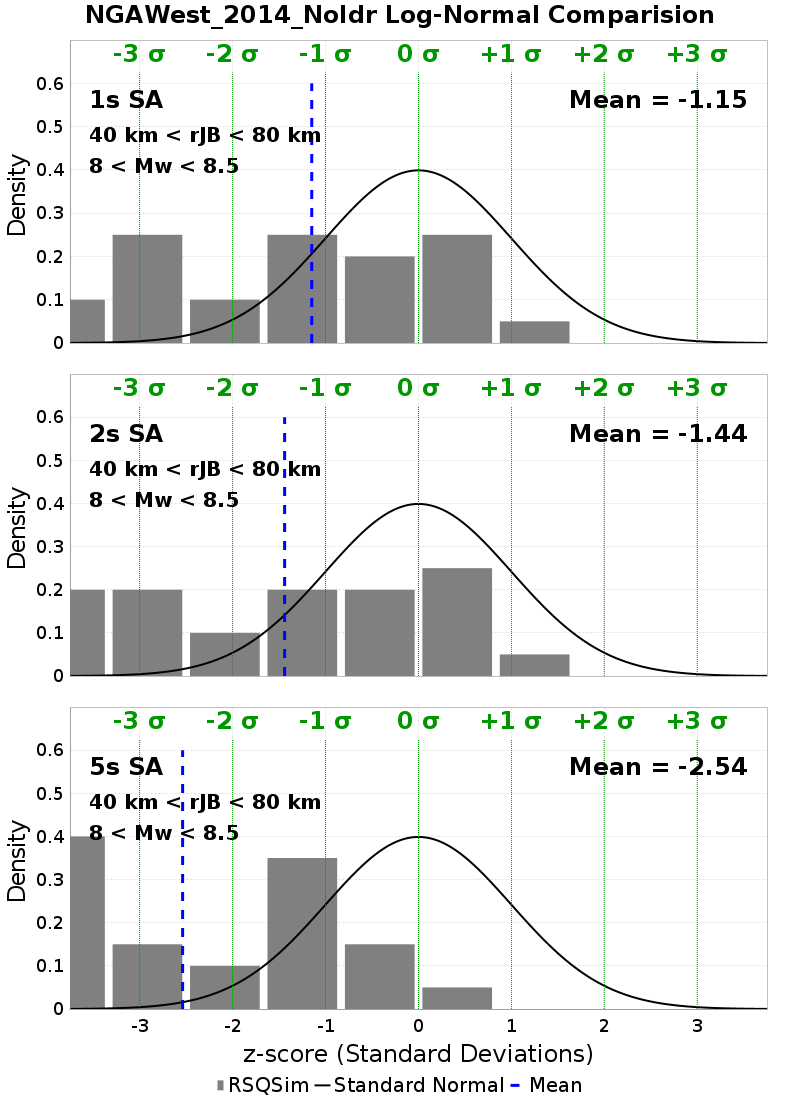 NGAWest_2014_NoIdr Log-Normal Comparision
-3 σ -2 σ -1 σ 0 σ +1 σ +2 σ +3 σ
1s SA
Mean = -1.15
40 km < rJB < 80 km
8 < Mw < 8.5
0.6
0.5
0.4
0.3
0.2
0.1
0
Density
-3 σ -2 σ -1 σ 0 σ +1 σ +2 σ +3 σ
2s SA
Mean = -1.44
40 km < rJB < 80 km
8 < Mw < 8.5
0.6
0.5
0.4
0.3
0.2
0.1
0
Density
-3 σ -2 σ -1 σ 0 σ +1 σ +2 σ +3 σ
5s SA
Mean = -2.54
40 km < rJB < 80 km
8 < Mw < 8.5
0.6
0.5
0.4
0.3
0.2
0.1
0
Density
-3 -2 -1 0 1 2 3
z-score (Standard Deviations)
RSQSim Standard Normal Mean